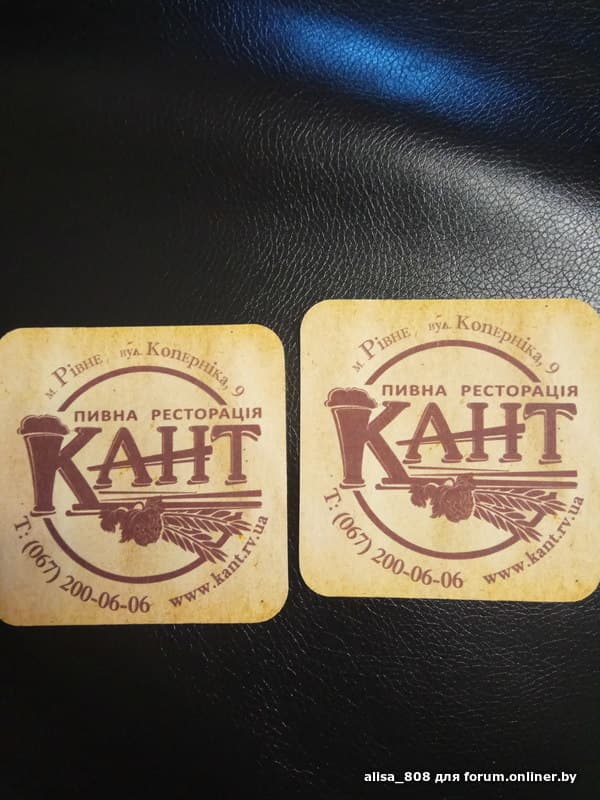 м. Рівне, вул. Коперніка, 9
ПИВНА РЕСТОРАЦІЯ
КАНТ
Т: (067) 200-06-06
www.kant.rv.ua
м. Рівне, вул. Коперніка, 9
ПИВНА РЕСТОРАЦІЯ
КАНТ
Т: (067) 200-06-06
www.kant.rv.ua
alisa_808 для forum.onliner.by